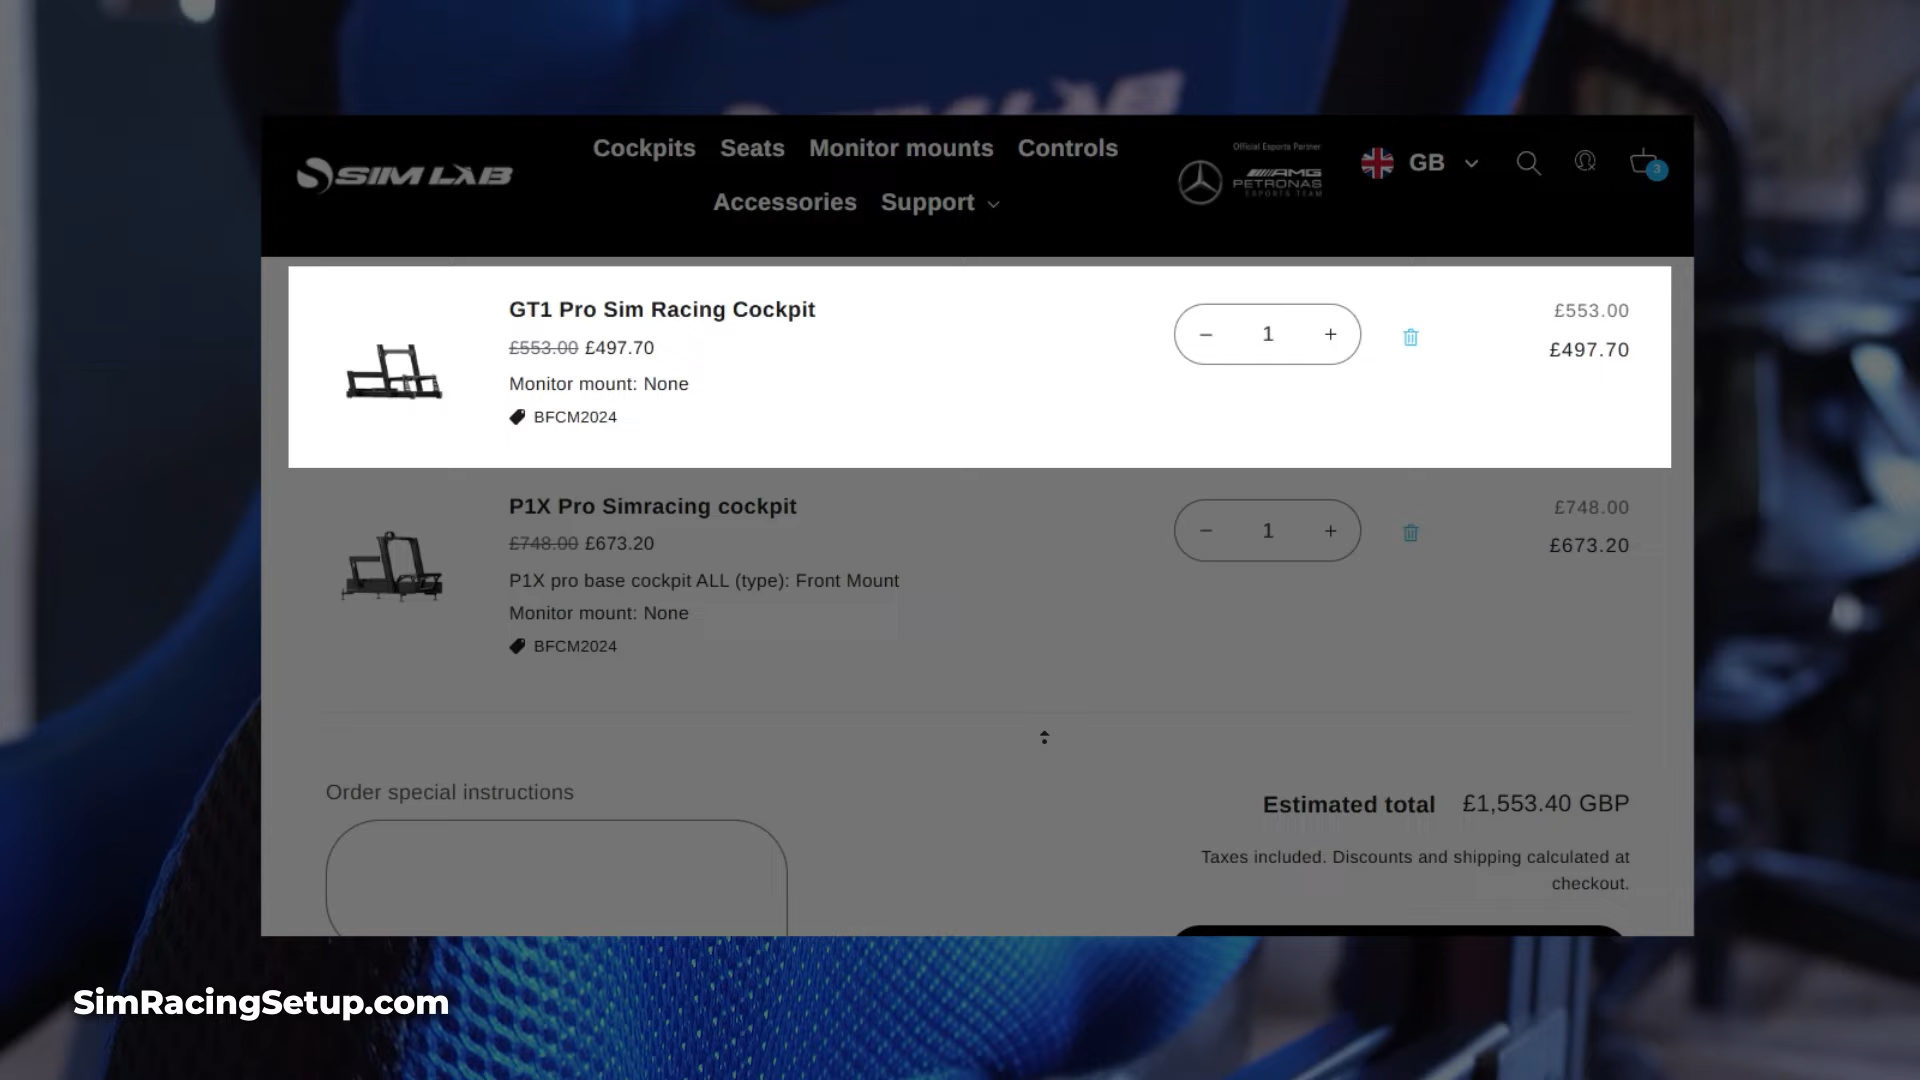 SIM LAB
Cockpits Seats Monitor mounts Controls
Accessories Support
Official Esports Partner
AMG
PETRONAS
ESPORTS TEAM
GB
3
GT1 Pro Sim Racing Cockpit
£553.00 £497.70
Monitor mount: None
BFCM2024
− 1 +
£553.00
£497.70
P1X Pro Simracing cockpit
£748.00 £673.20
P1X pro base cockpit ALL (type): Front Mount
Monitor mount: None
BFCM2024
− 1 +
£748.00
£673.20
Order special instructions
Estimated total £1,553.40 GBP
Taxes included. Discounts and shipping calculated at
checkout.
SimRacingSetup.com